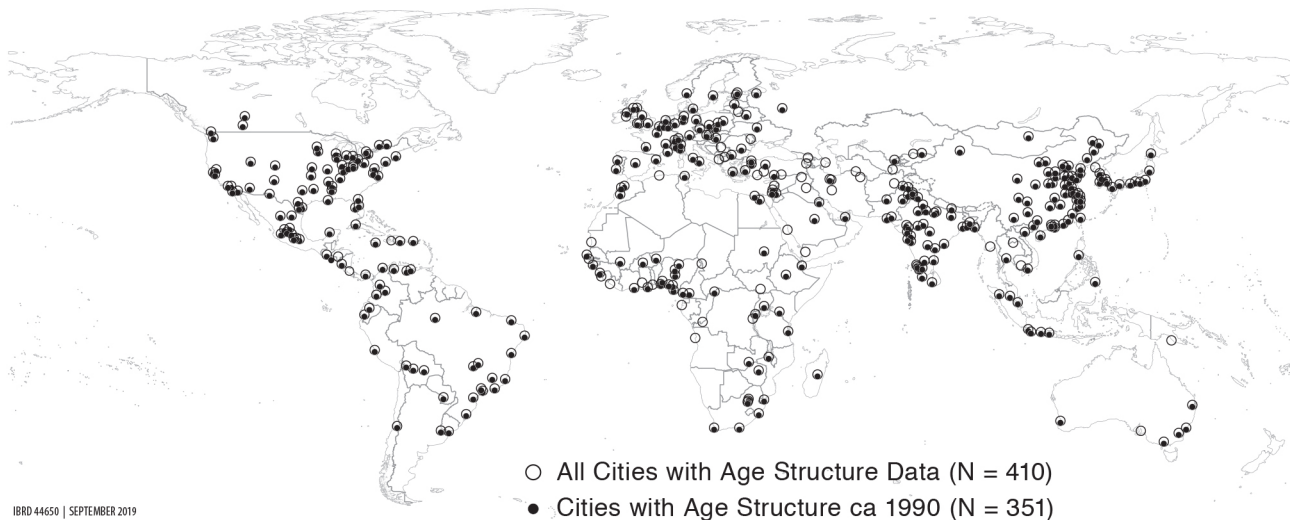 All Cities with Age Structure Data (N = 410)
Cities with Age Structure ca 1990 (N = 351)
IBRD 44650 | SEPTEMBER 2019